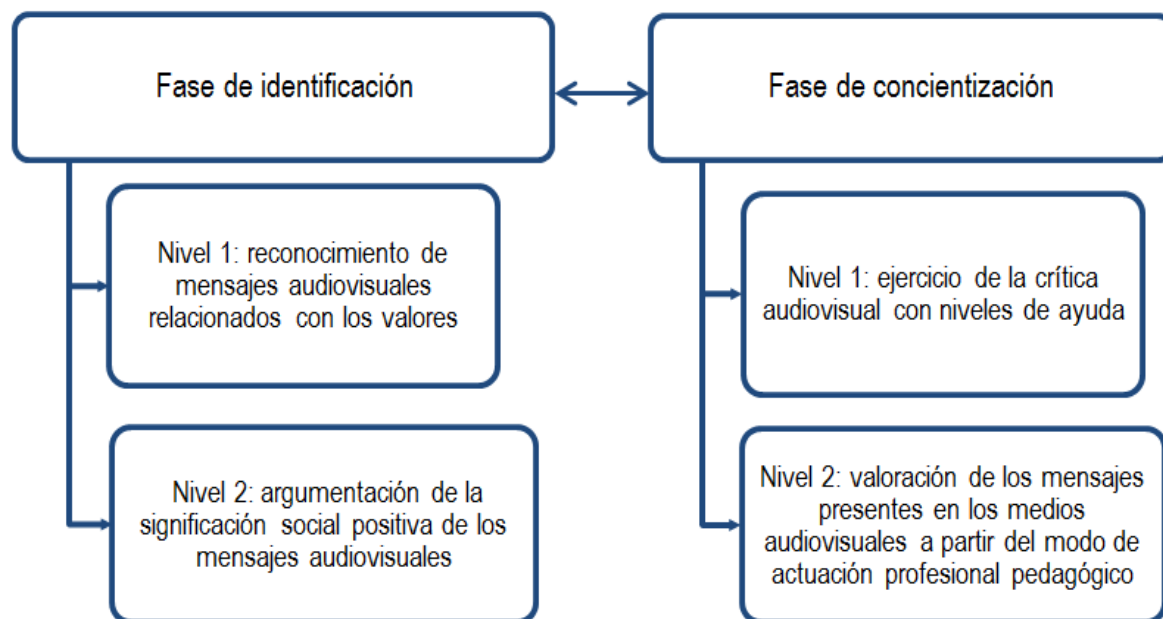 Fase de identificación
Nivel 1: reconocimiento de
mensajes audiovisuales
relacionados con los valores
Nivel 2: argumentación de la
significación social positiva de los
mensajes audiovisuales
Fase de concientización
Nivel 1: ejercicio de la crítica
audiovisual con niveles de ayuda
Nivel 2: valoración de los mensajes
presentes en los medios
audiovisuales a partir del modo de
actuación profesional pedagógico